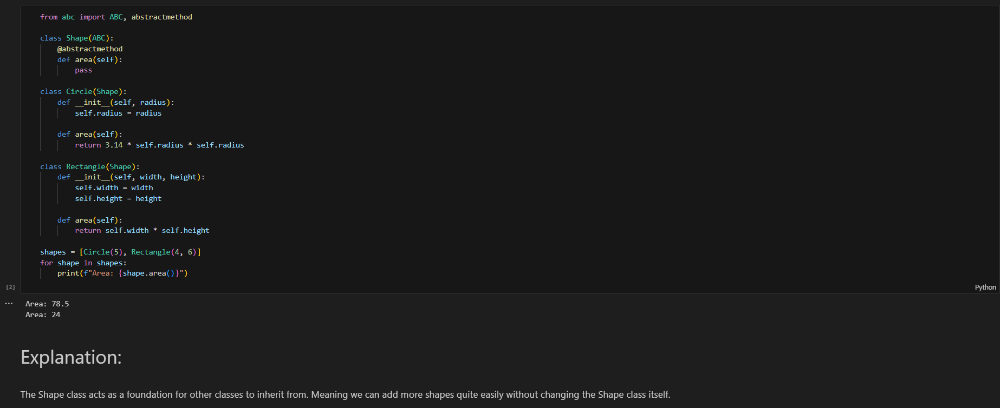 from abc import ABC, abstractmethod
class Shape(ABC):
@abstractmethod
def area(self):
pass
class Circle(Shape):
def __init__(self, radius):
self.radius = radius
def area(self):
return 3.14 * self.radius * self.radius
class Rectangle(Shape):
def __init__(self, width, height):
self.width = width
self.height = height
def area(self):
return self.width * self.height
shapes = [Circle(5), Rectangle(4, 6)]
for shape in shapes:
print(f"Area: {shape.area()}")
[2]
Python
... Area: 78.5
Area: 24
Explanation:
The Shape class acts as a foundation for other classes to inherit from. Meaning we can add more shapes quite easily without changing the Shape class itself.